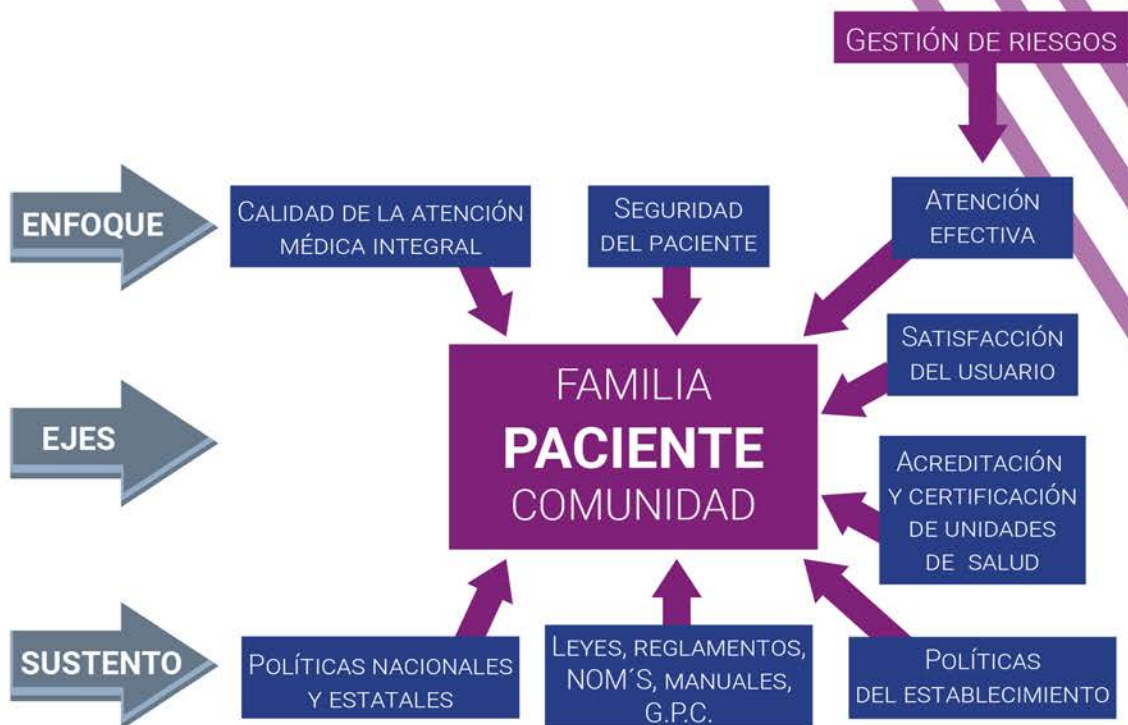 GESTIÓN DE RIESGOS
ENFOQUE
CALIDAD DE LA ATENCIÓN
MÉDICA INTEGRAL
SEGURIDAD
DEL PACIENTE
ATENCIÓN
EFECTIVA
SATISFACCIÓN
DEL USUARIO
EJES
FAMILIA
PACIENTE
COMUNIDAD
ACREDITACIÓN
Y CERTIFICACIÓN
DE UNIDADES
DE SALUD
SUSTENTO
POLÍTICAS NACIONALES
Y ESTATALES
LEYES, REGLAMENTOS,
NOM´S, MANUALES,
G.P.C.
POLÍTICAS
DEL ESTABLECIMIENTO